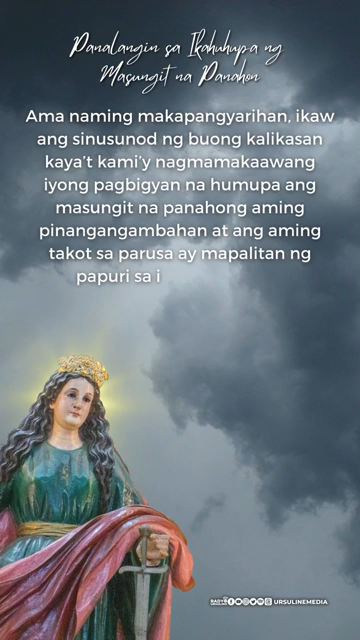 Panalangin sa Ikahuhupa ng
Masungit na Panahon
Ama naming makapangyarihan, ikaw
ang sinusunod ng buong kalikasan
kaya't kami'y nagmamakaawang
iyong pagbigyan na humupa ang
masungit na panahong aming
pinangangambahan at ang aming
takot sa parusa ay mapalitan ng
papuri sa i
URSULINEMEDIA